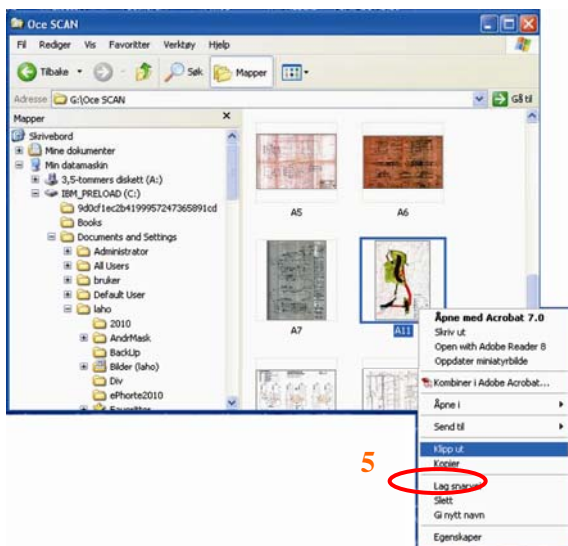 Oce SCAN
Fil Rediger Vis Favoritter Verktøy Hjelp
Tilbake Søk Mapper
Adresse G:\Oce SCAN Gå til
Mapper
Skrivebord
Mine dokumenter
Min datamaskin
3,5-tommers diskett (A:)
IBM_PRELOAD (C:)
9d0cf1ec2b4199957247365891cd
Books
Documents and Settings
Administrator
All Users
bruker
Default User
laho
2010
AndrMask
BackUp
Bilder (laho)
Div
ePhorte2010
Favoritter
A5 A6
A7 A11
Åpne med Acrobat 7.0
Skriv ut
Open with Adobe Reader 8
Oppdater miniatyrbilde
Kombiner i Adobe Acrobat...
Åpne i
Send til
Klipp ut
Kopier
Lag snarvei
Slett
Gi nytt navn
Egenskaper
5